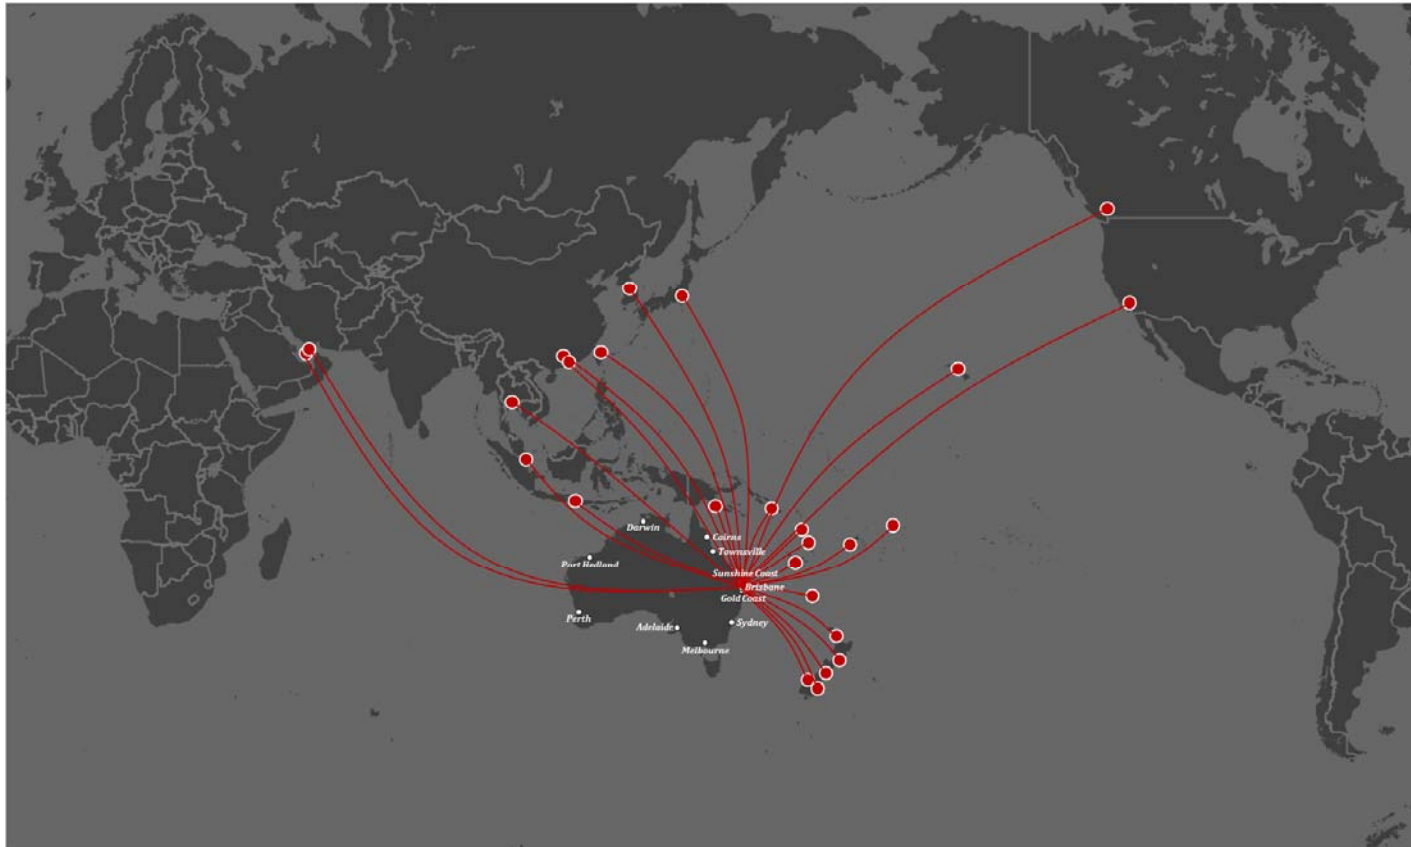 Darwin
Cairns
Townsville
Port Hedland
Sunshine Coast
Brisbane
Gold Coast
Perth
Adelaide
Sydney
Melbourne